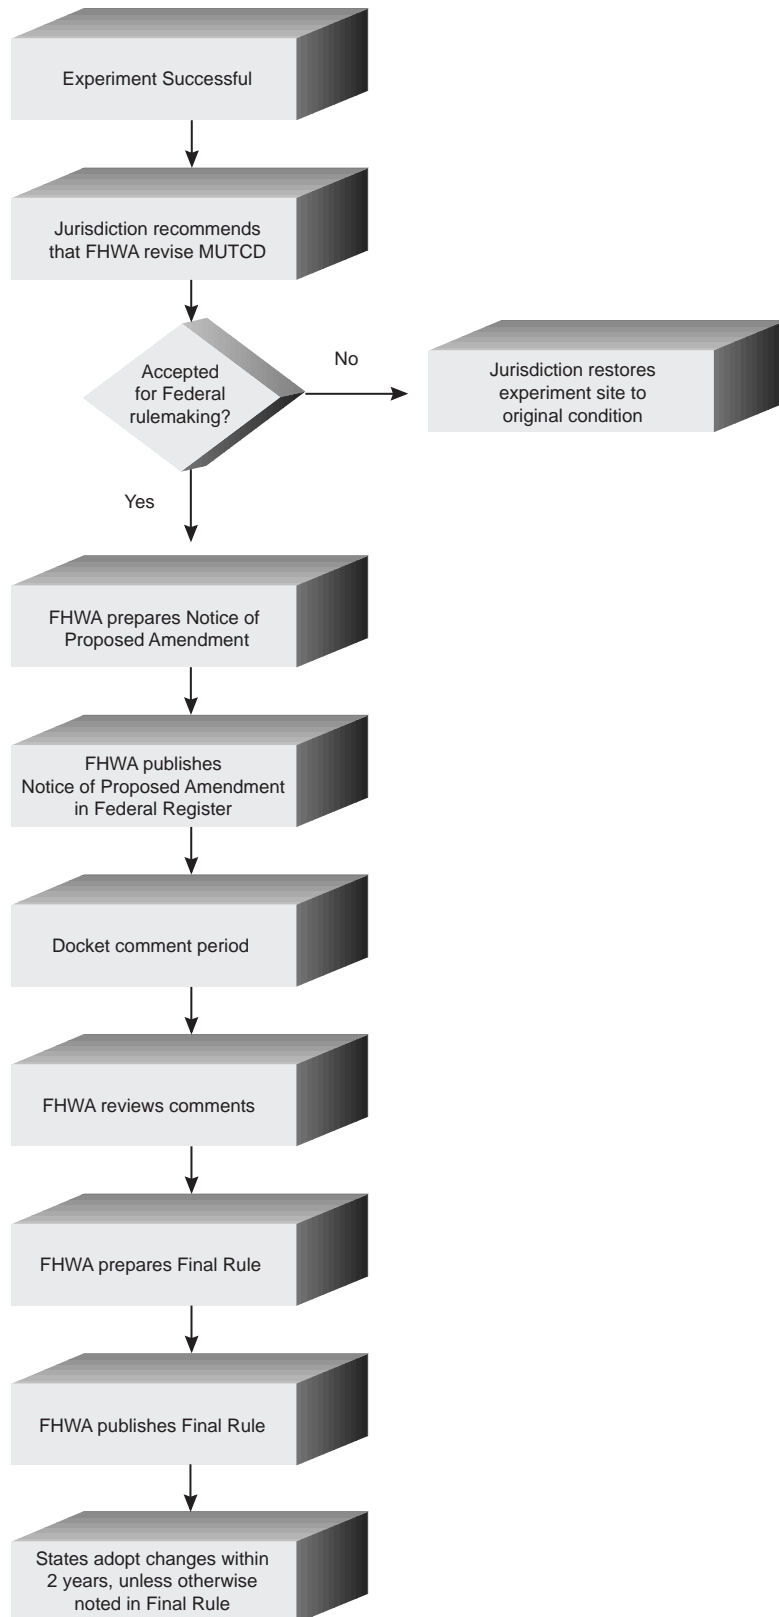 Experiment Successful
Jurisdiction recommends
that FHWA revise MUTCD
Accepted
for Federal
rulemaking?
No
Jurisdiction restores
experiment site to
original condition
Yes
FHWA prepares Notice of
Proposed Amendment
FHWA publishes
Notice of Proposed Amendment
in Federal Register
Docket comment period
FHWA reviews comments
FHWA prepares Final Rule
FHWA publishes Final Rule
States adopt changes within
2 years, unless otherwise
noted in Final Rule